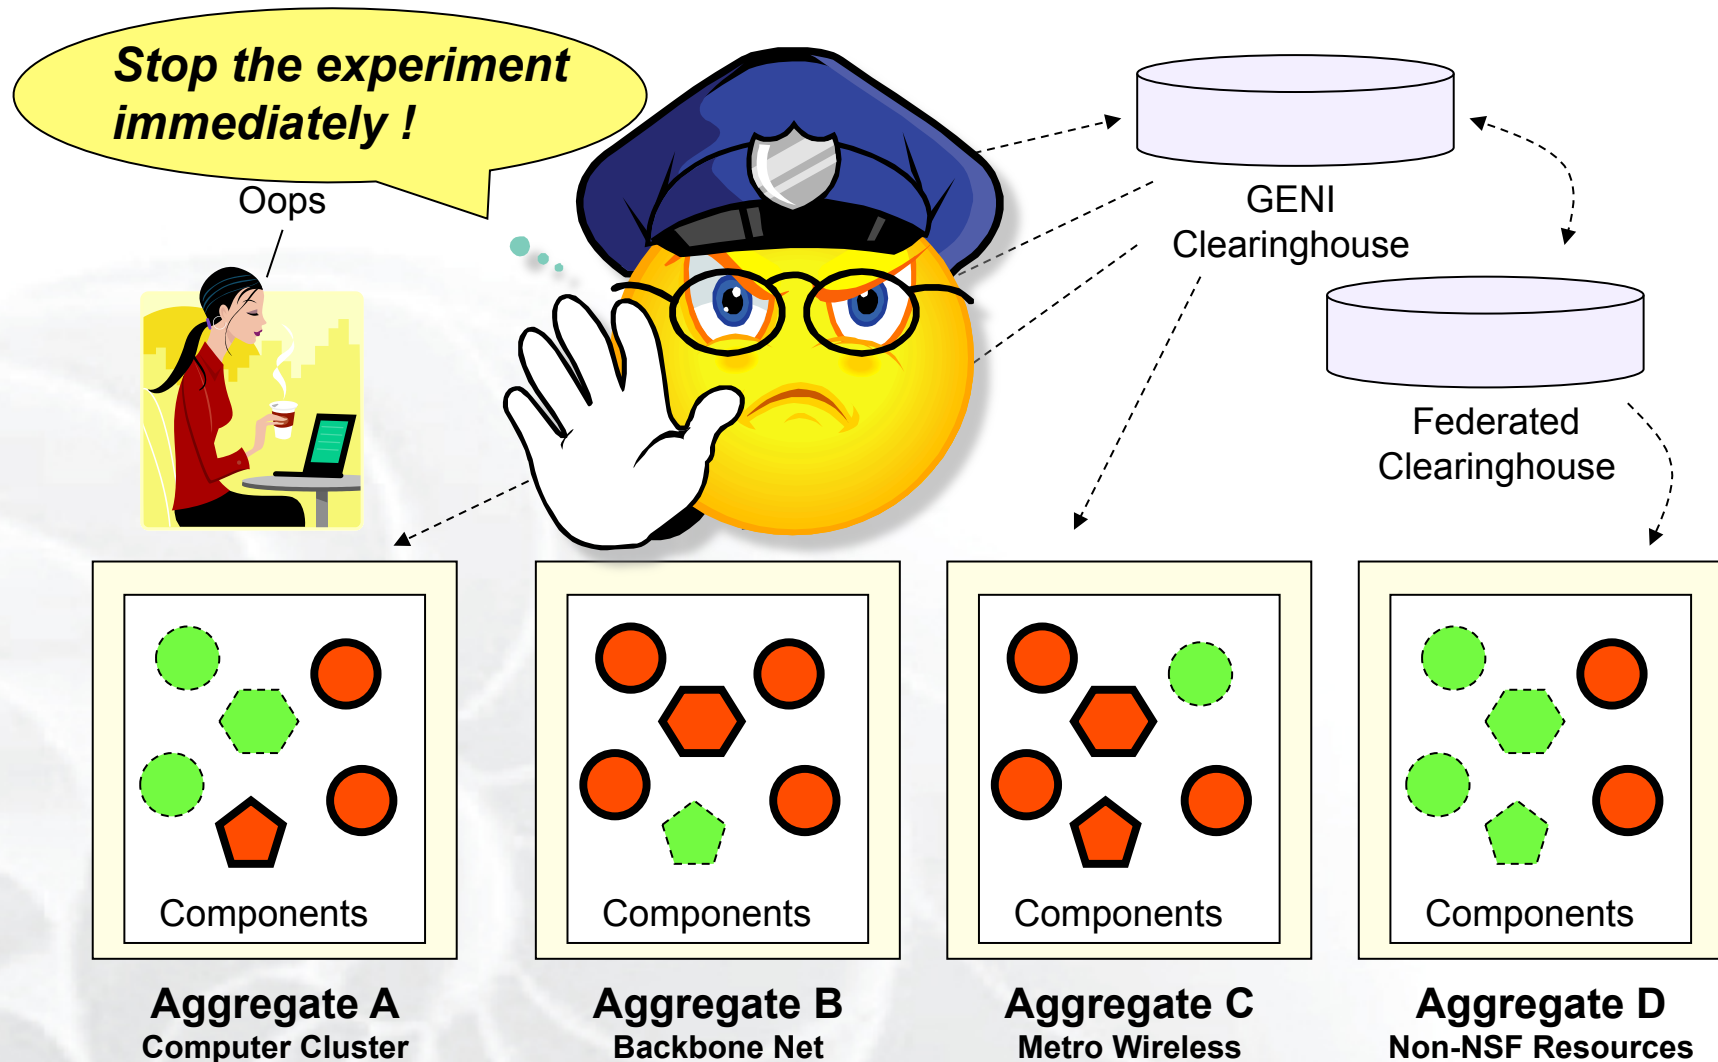 Stop the experiment
immediately !
Oops
GENI
Clearinghouse
Federated
Clearinghouse
Components
Components
Components
Components
Aggregate A
Computer Cluster
Aggregate B
Backbone Net
Aggregate C
Metro Wireless
Aggregate D
Non-NSF Resources